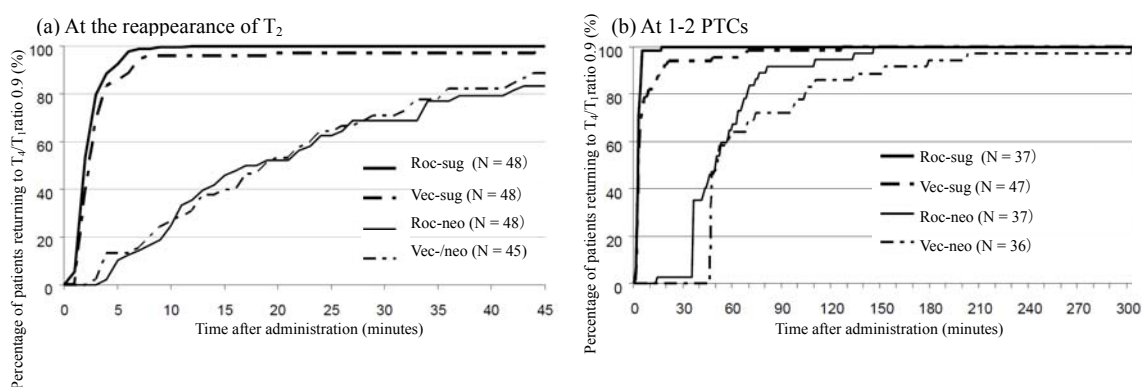 (a) At the reappearance of T2
Percentage of patients returning to T4/T1 ratio 0.9 (%)
100
80
60
40
20
0
Roc-sug (N = 48)
Vec-sug (N = 48)
Roc-neo (N = 48)
Vec-/neo (N = 45)
0 5 10 15 20 25 30 35 40 45
Time after administration (minutes)
(b) At 1-2 PTCs
Percentage of patients returning to T4/T1 ratio 0.9 (%)
100
80
60
40
20
0
Roc-sug (N = 37)
Vec-sug (N = 47)
Roc-neo (N = 37)
Vec-neo (N = 36)
0 30 60 90 120 150 180 210 240 270 300
Time after administration (minutes)